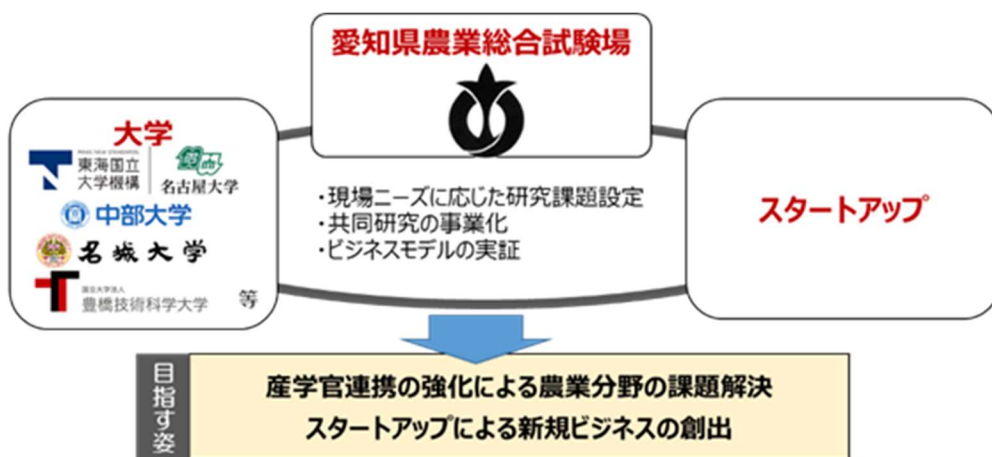 愛知県農業総合試験場
大学
東海国立
大学機構
名古屋大学
中部大学
名城大学
国立大学法人
豊橋技術科学大学
等
・現場ニーズに応じた研究課題設定
・共同研究の事業化
・ビジネスモデルの実証
スタートアップ
目指す姿
産学官連携の強化による農業分野の課題解決
スタートアップによる新規ビジネスの創出